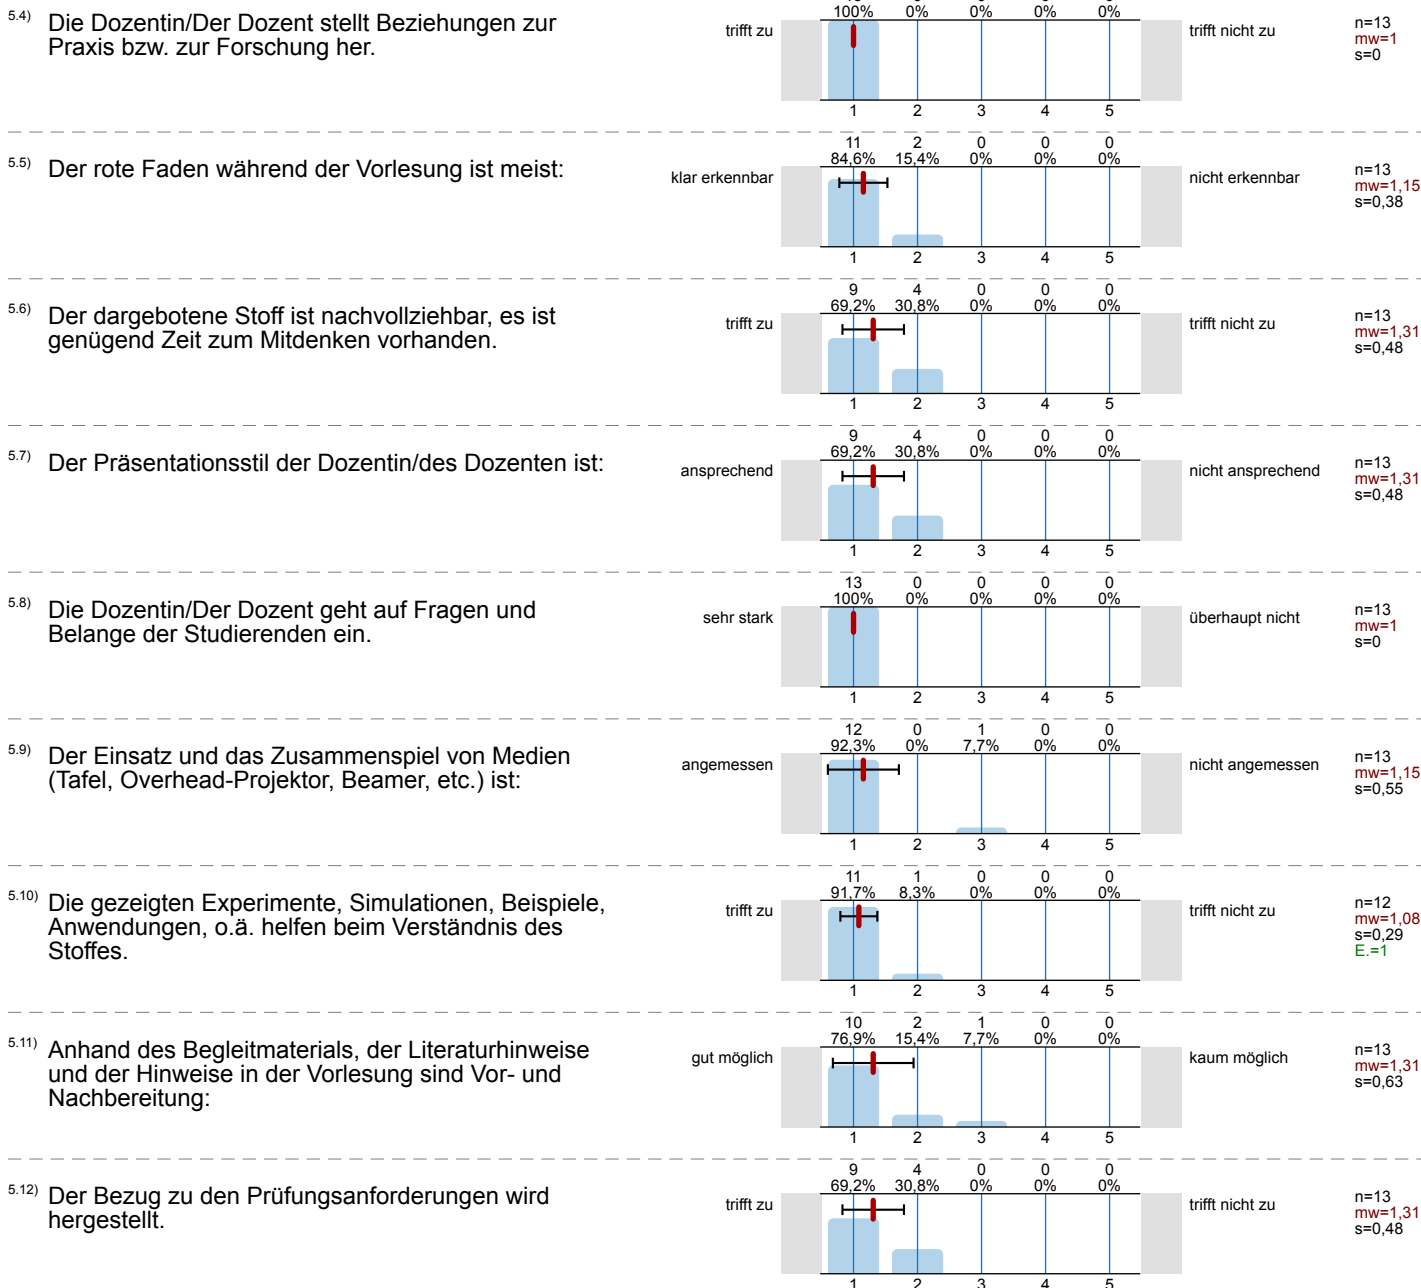 100% 0% 0% 0% 0%
5.4) Die Dozentin/Der Dozent stellt Beziehungen zur
Praxis bzw. zur Forschung her.
trifft zu
trifft nicht zu
n=13
mw=1
s=0
1 2 3 4 5
11 2 0 0 0
84,6% 15,4% 0% 0% 0%
5.5) Der rote Faden während der Vorlesung ist meist:
klar erkennbar
nicht erkennbar
n=13
mw=1,15
s=0,38
1 2 3 4 5
9 4 0 0 0
69,2% 30,8% 0% 0% 0%
5.6) Der dargebotene Stoff ist nachvollziehbar, es ist
genügend Zeit zum Mitdenken vorhanden.
trifft zu
trifft nicht zu
n=13
mw=1,31
s=0,48
1 2 3 4 5
9 4 0 0 0
69,2% 30,8% 0% 0% 0%
5.7) Der Präsentationsstil der Dozentin/des Dozenten ist:
ansprechend
nicht ansprechend
n=13
mw=1,31
s=0,48
1 2 3 4 5
13 0 0 0 0
100% 0% 0% 0% 0%
5.8) Die Dozentin/Der Dozent geht auf Fragen und
Belange der Studierenden ein.
sehr stark
überhaupt nicht
n=13
mw=1
s=0
1 2 3 4 5
12 0 1 0 0
92,3% 0% 7,7% 0% 0%
5.9) Der Einsatz und das Zusammenspiel von Medien
(Tafel, Overhead-Projektor, Beamer, etc.) ist:
angemessen
nicht angemessen
n=13
mw=1,15
s=0,55
1 2 3 4 5
11 1 0 0 0
91,7% 8,3% 0% 0% 0%
5.10) Die gezeigten Experimente, Simulationen, Beispiele,
Anwendungen, o.ä. helfen beim Verständnis des
Stoffes.
trifft zu
trifft nicht zu
n=12
mw=1,08
s=0,29
E.=1
1 2 3 4 5
10 2 1 0 0
76,9% 15,4% 7,7% 0% 0%
5.11) Anhand des Begleitmaterials, der Literaturhinweise
und der Hinweise in der Vorlesung sind Vor- und
Nachbereitung:
gut möglich
kaum möglich
n=13
mw=1,31
s=0,63
1 2 3 4 5
9 4 0 0 0
69,2% 30,8% 0% 0% 0%
5.12) Der Bezug zu den Prüfungsanforderungen wird
hergestellt.
trifft zu
trifft nicht zu
n=13
mw=1,31
s=0,48
1 2 3 4 5